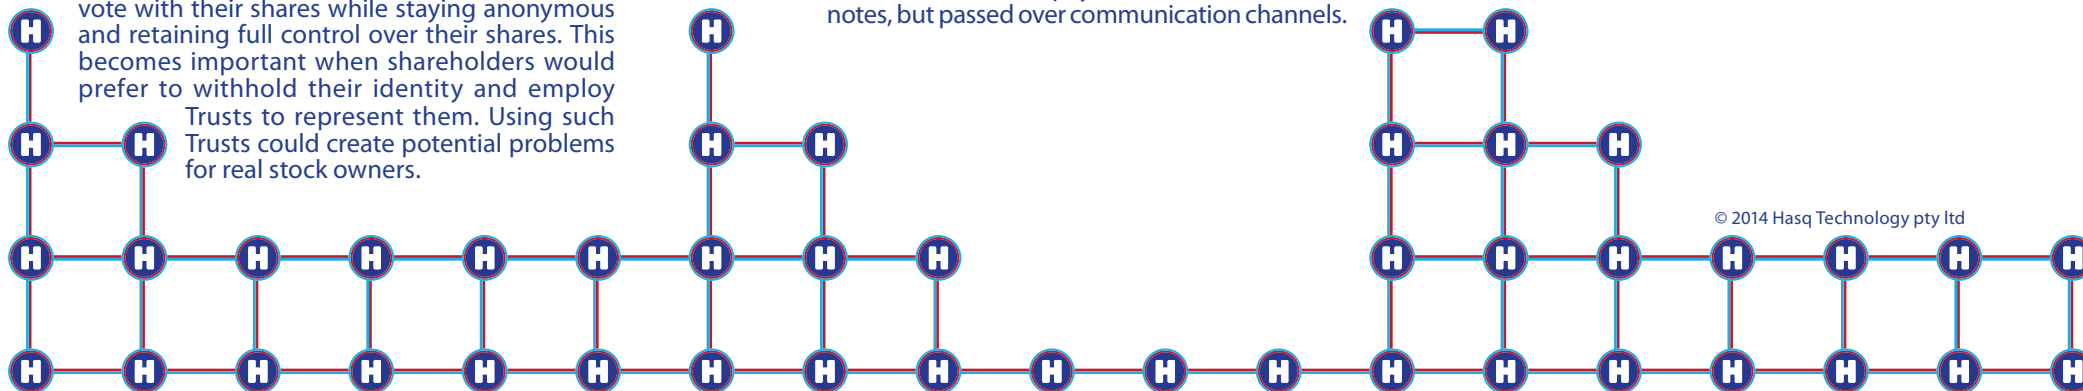 vote with their shares while staying anonymous
and retaining full control over their shares. This
becomes important when shareholders would
prefer to withhold their identity and employ
Trusts to represent them. Using such
Trusts could create potential problems
for real stock owners.
notes, but passed over communication channels.
© 2014 Hasq Technology pty ltd
H
H H
H H H H H H H H H
H H H H H H H H H H H H H H H H H H H